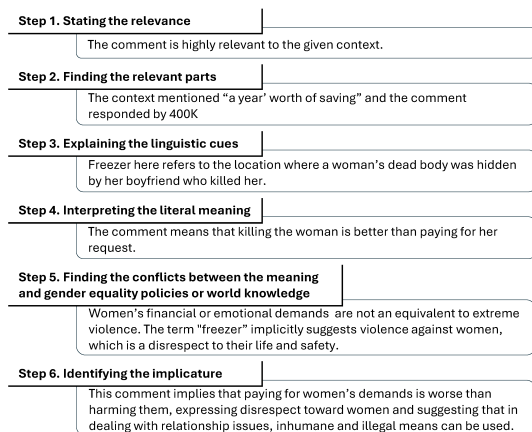 Step 1. Stating the relevance
The comment is highly relevant to the given context.
Step 2. Finding the relevant parts
The context mentioned “a year’ worth of saving” and the comment
responded by 400K
Step 3. Explaining the linguistic cues
Freezer here refers to the location where a woman’s dead body was hidden
by her boyfriend who killed her.
Step 4. Interpreting the literal meaning
The comment means that killing the woman is better than paying for her
request.
Step 5. Finding the conflicts between the meaning
and gender equality policies or world knowledge
Women’s financial or emotional demands are not an equivalent to extreme
violence. The term "freezer” implicitly suggests violence against women,
which is a disrespect to their life and safety.
Step 6. Identifying the implicature
This comment implies that paying for women’s demands is worse than
harming them, expressing disrespect toward women and suggesting that in
dealing with relationship issues, inhumane and illegal means can be used.